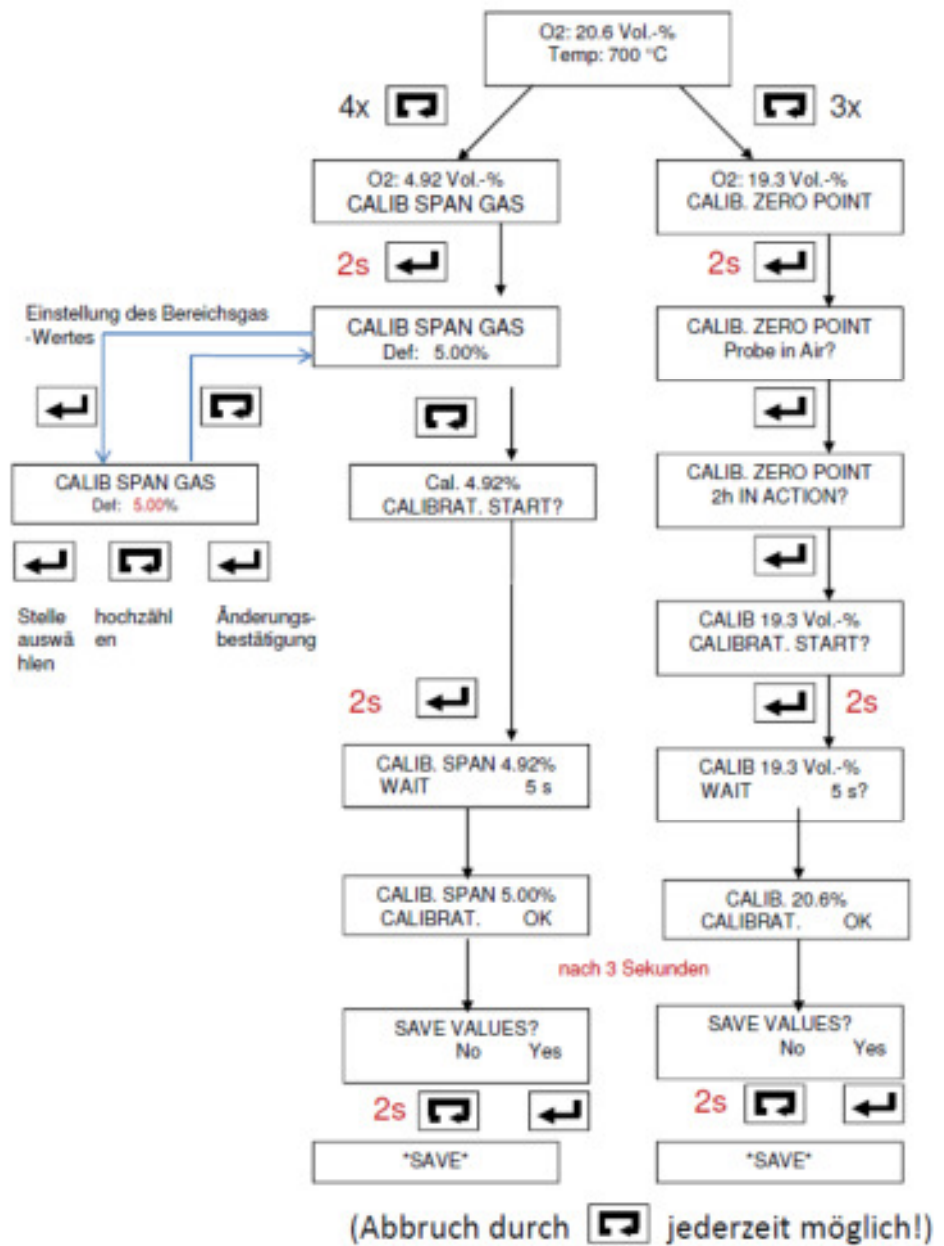 O2: 20.6 Vol.-%
Temp: 700 °C
4x
3x
O2: 4.92 Vol.-%
CALIB SPAN GAS
O2: 19.3 Vol.-%
CALIB. ZERO POINT
2s
2s
Einstellung des Bereichsgas
-Wertes
CALIB SPAN GAS
Def: 5.00%
CALIB. ZERO POINT
Probe in Air?
CALIB SPAN GAS
Def: 5.00%
Cal. 4.92%
CALIBRAT. START?
CALIB. ZERO POINT
2h IN ACTION?
Stelle
auswä
hlen
hochzähl
en
Änderungs-
bestätigung
CALIB 19.3 Vol.-%
CALIBRAT. START?
2s
2s
CALIB. SPAN 4.92%
WAIT 5 s
CALIB 19.3 Vol.-%
WAIT 5 s?
CALIB. SPAN 5.00%
CALIBRAT. OK
CALIB. 20.6%
CALIBRAT. OK
nach 3 Sekunden
SAVE VALUES?
No Yes
SAVE VALUES?
No Yes
2s
2s
*SAVE*
*SAVE*
(Abbruch durch jederzeit möglich!)